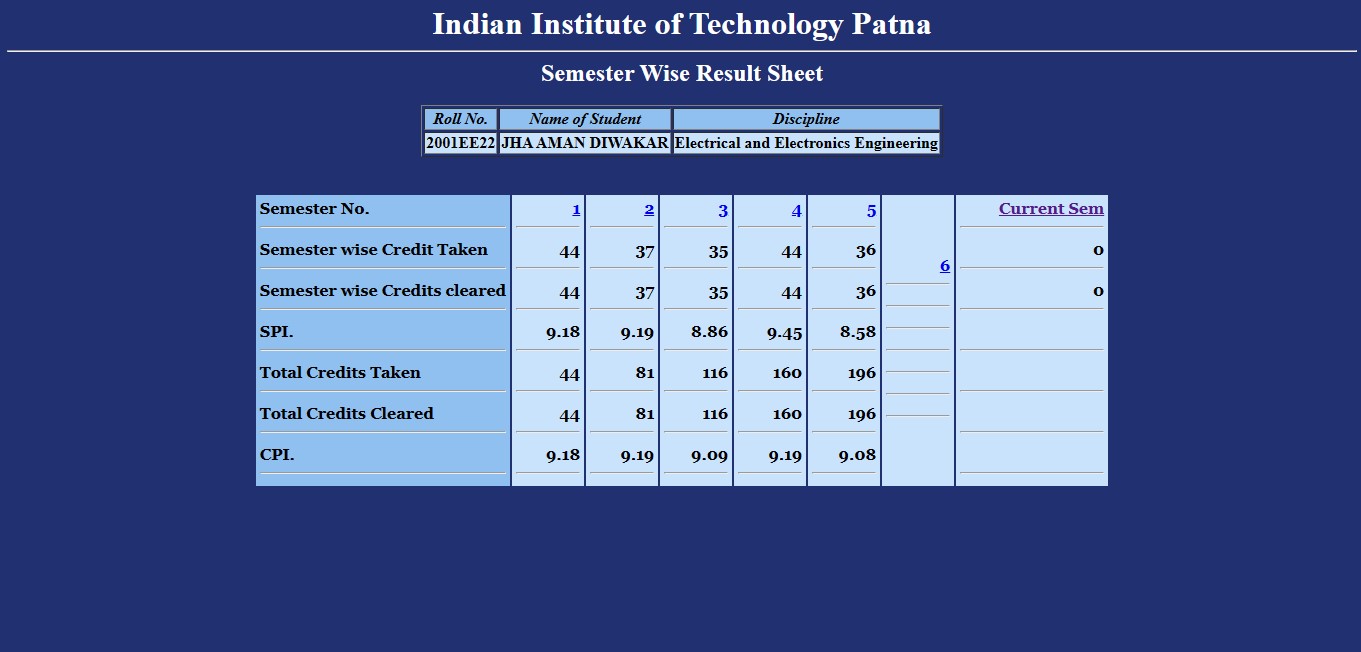 Indian Institute of Technology Patna
Semester Wise Result Sheet
Roll No. Name of Student Discipline
2001EE22 JHA AMAN DIWAKAR Electrical and Electronics Engineering
Semester No. 1 2 3 4 5 6 Current Sem
Semester wise Credit Taken 44 37 35 44 36 0
Semester wise Credits cleared 44 37 35 44 36 0
SPI. 9.18 9.19 8.86 9.45 8.58
Total Credits Taken 44 81 116 160 196
Total Credits Cleared 44 81 116 160 196
CPI. 9.18 9.19 9.09 9.19 9.08